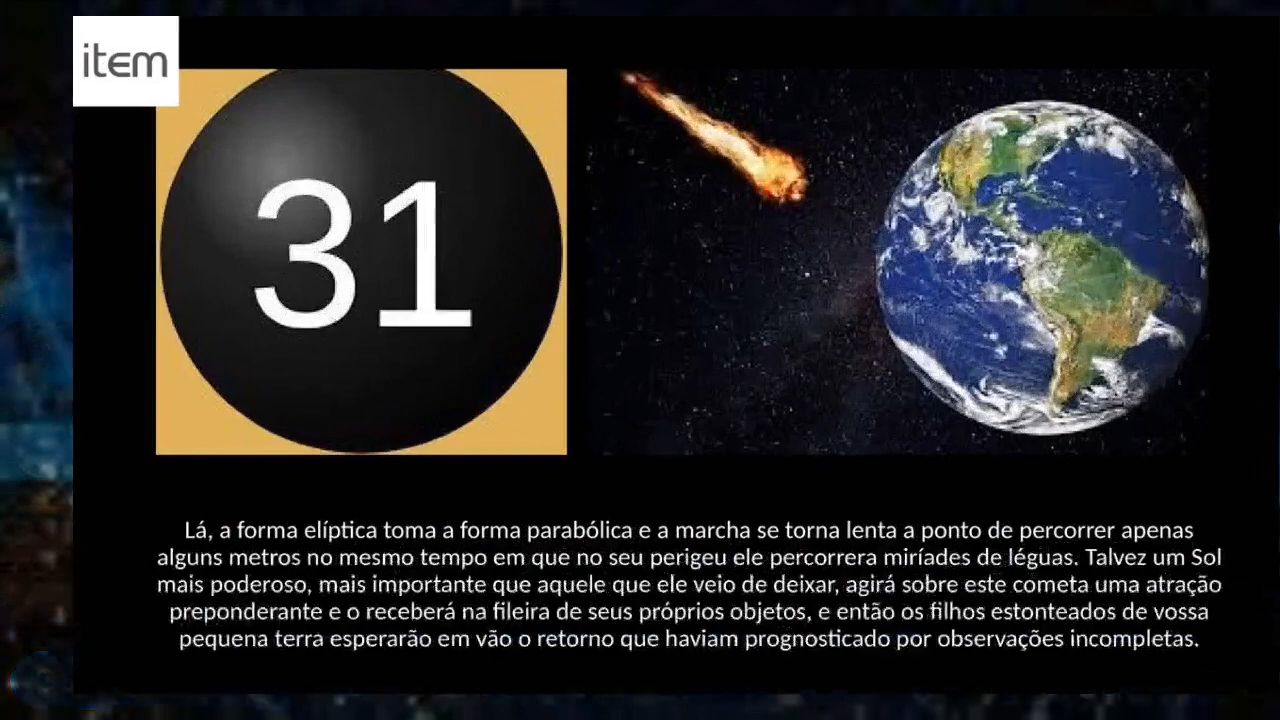 item
31
Lá, a forma elíptica toma a forma parabólica e a marcha se torna lenta a ponto de percorrer apenas
alguns metros no mesmo tempo em que no seu perigeu ele percorrera miríades de léguas. Talvez um Sol
mais poderoso, mais importante que aquele que ele veio de deixar, agirá sobre este cometa uma atração
preponderante e o receberá na fileira de seus próprios objetos, e então os filhos estonteados de vossa
pequena terra esperarão em vão o retorno que haviam prognosticado por observações incompletas.